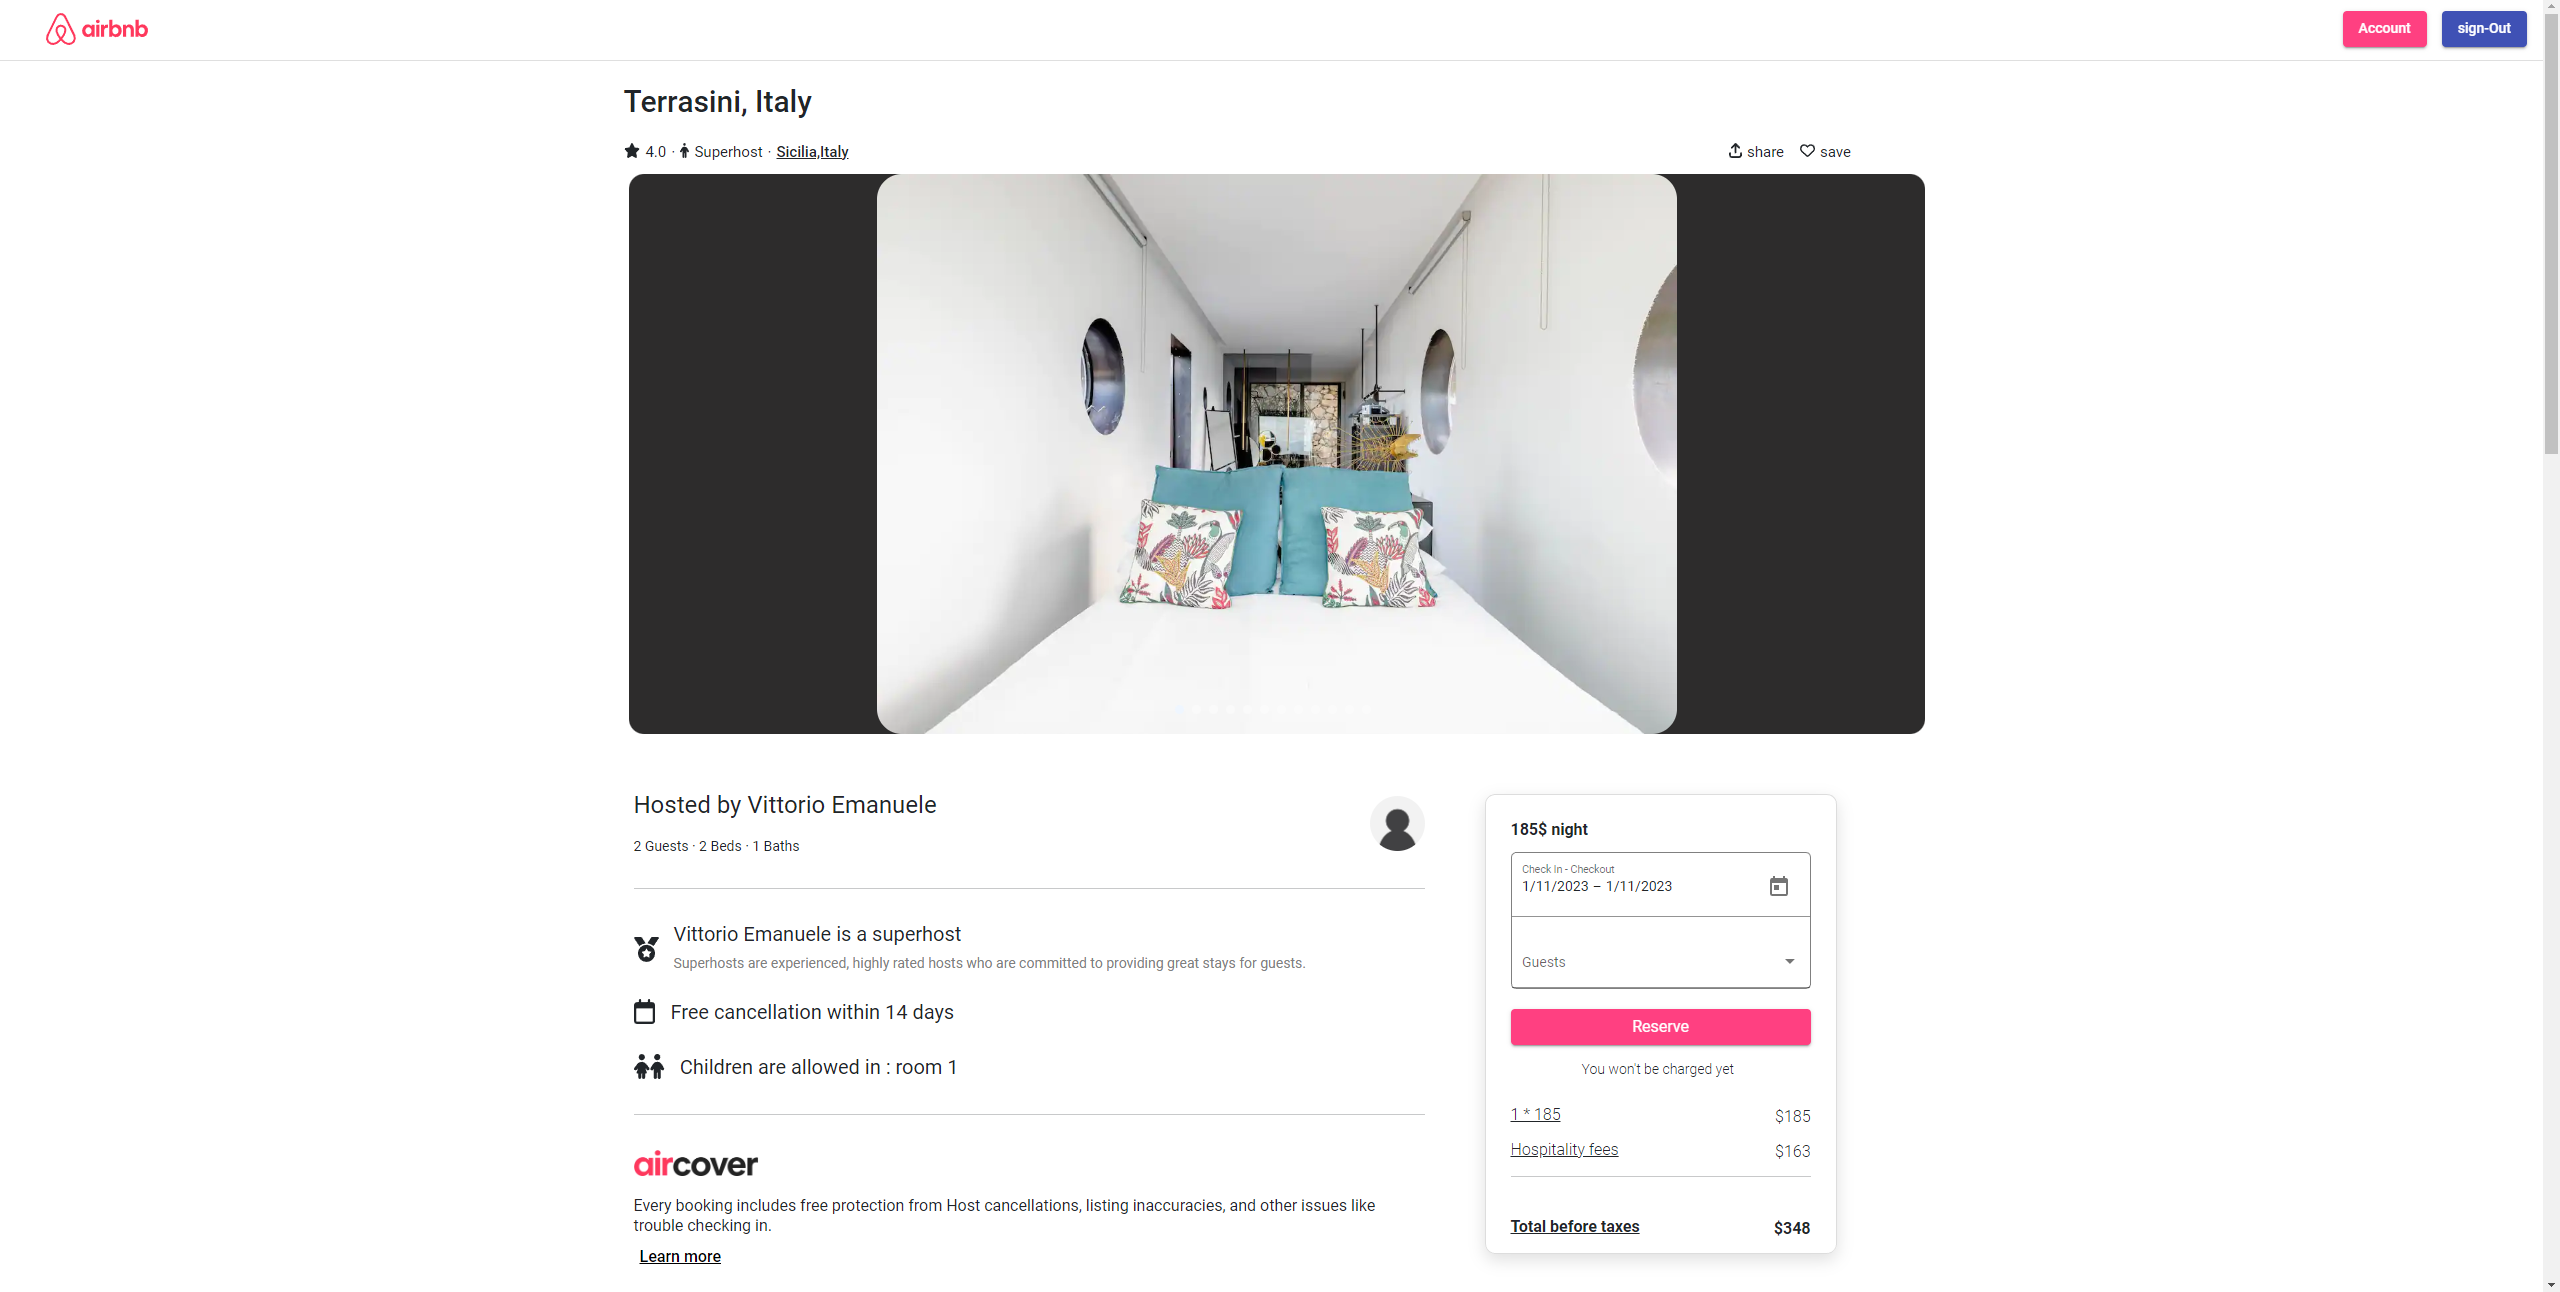 airbnb
Account
sign-Out
Terrasini, Italy
4.0 · Superhost · Sicilia,Italy
share
save
Hosted by Vittorio Emanuele
2 Guests · 2 Beds · 1 Baths
Vittorio Emanuele is a superhost
Superhosts are experienced, highly rated hosts who are committed to providing great stays for guests.
Free cancellation within 14 days
Children are allowed in : room 1
aircover
Every booking includes free protection from Host cancellations, listing inaccuracies, and other issues like
trouble checking in.
Learn more
185$ night
Check In - Checkout
1/11/2023 – 1/11/2023
Guests
Reserve
You won't be charged yet
1 * 185 $185
Hospitality fees $163
Total before taxes $348